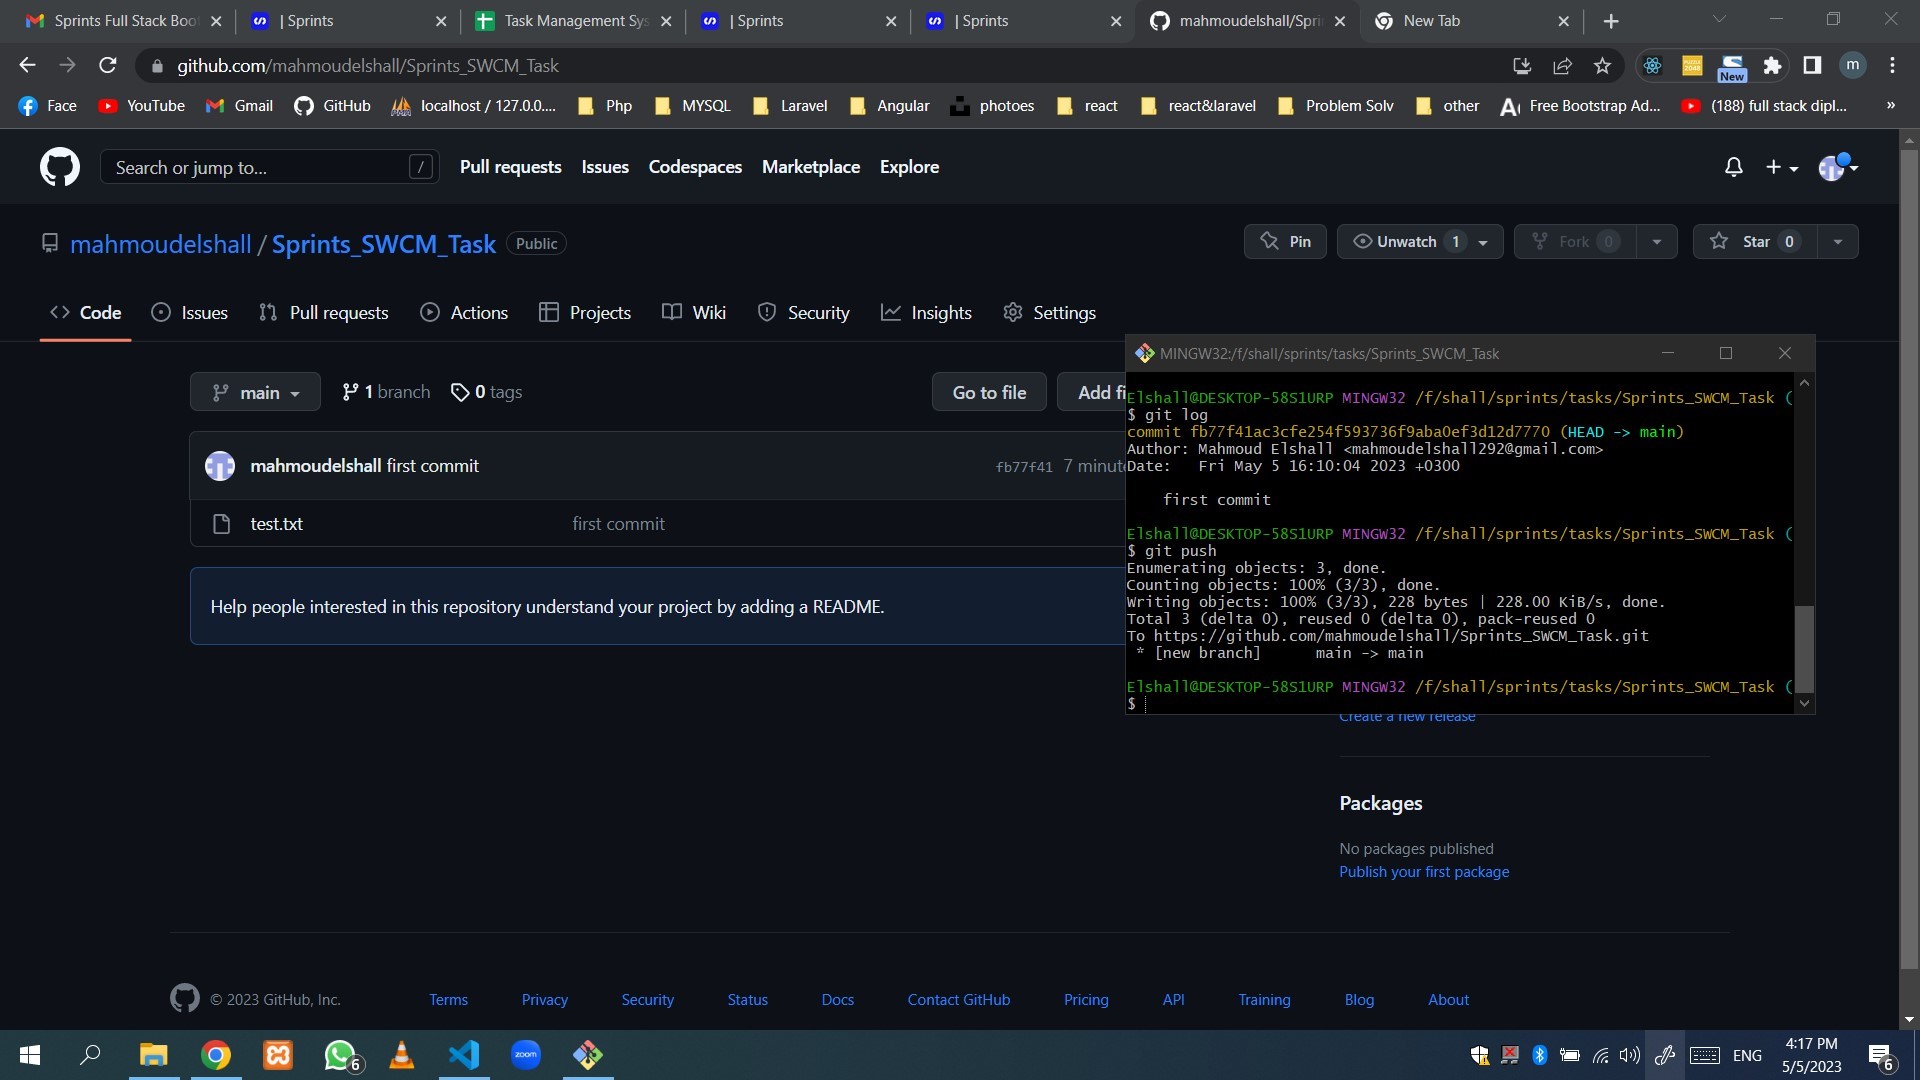 Sprints Full Stack Boo
| Sprints
Task Management Sys
| Sprints
| Sprints
mahmoudelshall/Sprin
New Tab
github.com/mahmoudelshall/Sprints_SWCM_Task
New
m
Face
YouTube
Gmail
GitHub
localhost / 127.0.0....
Php
MYSQL
Laravel
Angular
photoes
react
react&laravel
Problem Solv
other
Free Bootstrap Ad...
(188) full stack dipl...
»
Search or jump to...
/
Pull requests
Issues
Codespaces
Marketplace
Explore
mahmoudelshall / Sprints_SWCM_Task
Public
Pin
Unwatch 1
Fork 0
Star 0
Code
Issues
Pull requests
Actions
Projects
Wiki
Security
Insights
Settings
main
1 branch
0 tags
Go to file
Add fi
mahmoudelshall first commit
fb77f41 7 minut
test.txt
first commit
Help people interested in this repository understand your project by adding a README.
MINGW32:/f/shall/sprints/tasks/Sprints_SWCM_Task
Elshall@DESKTOP-58S1URP MINGW32 /f/shall/sprints/tasks/Sprints_SWCM_Task (
$ git log
commit fb77f41ac3cfe254f593736f9aba0ef3d12d7770 (HEAD -> main)
Author: Mahmoud Elshall <mahmoudelshall292@gmail.com>
Date:   Fri May 5 16:10:04 2023 +0300
first commit
Elshall@DESKTOP-58S1URP MINGW32 /f/shall/sprints/tasks/Sprints_SWCM_Task (
$ git push
Enumerating objects: 3, done.
Counting objects: 100% (3/3), done.
Writing objects: 100% (3/3), 228 bytes | 228.00 KiB/s, done.
Total 3 (delta 0), reused 0 (delta 0), pack-reused 0
To https://github.com/mahmoudelshall/Sprints_SWCM_Task.git
* [new branch]      main -> main
Elshall@DESKTOP-58S1URP MINGW32 /f/shall/sprints/tasks/Sprints_SWCM_Task (
$
Create a new release
Packages
No packages published
Publish your first package
© 2023 GitHub, Inc.
Terms
Privacy
Security
Status
Docs
Contact GitHub
Pricing
API
Training
Blog
About
6
zoom
ENG
4:17 PM
5/5/2023
6